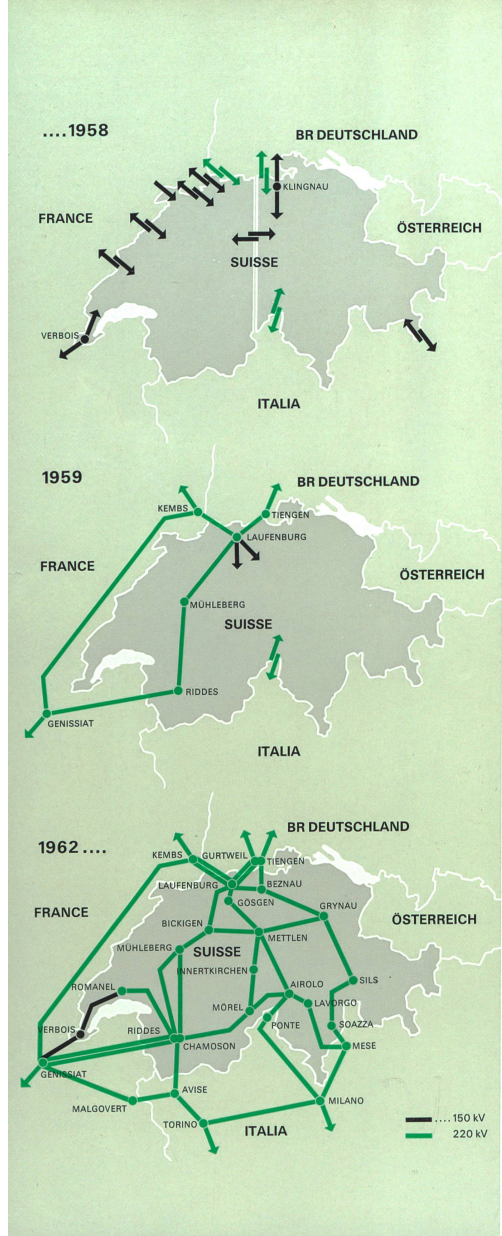 ....1958
BR DEUTSCHLAND
KLINGNAU
FRANCE
ÖSTERREICH
SUISSE
VERBOIS
ITALIA
1959
BR DEUTSCHLAND
KEMBS
TIENGEN
LAUFENBURG
FRANCE
ÖSTERREICH
MÜHLEBERG
SUISSE
RIDDES
GENISSIAT
ITALIA
1962....
BR DEUTSCHLAND
KEMBS
GURTWEIL
TIENGEN
LAUFENBURG
BEZNAU
GÖSGEN
FRANCE
GRYNAU
ÖSTERREICH
BICKIGEN
METTLEN
MÜHLEBERG
SUISSE
INNERTKIRCHEN
ROMANEL
AIROLO
SILS
MÖREL
LAVORGO
VERBOIS
RIDDES
PONTE
SOAZZA
CHAMOSON
MESE
GENISSIAT
AVISE
MALGOVERT
MILANO
TORINO
ITALIA
....150 kV
220 kV